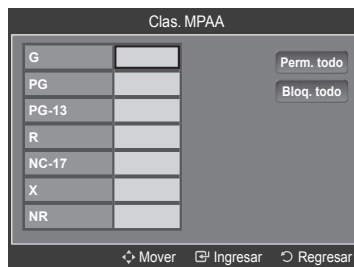 Clas. MPAA
G
PG
PG-13
R
NC-17
X
NR
Perm. todo
Bloq. todo
Mover Ingresar Regresar